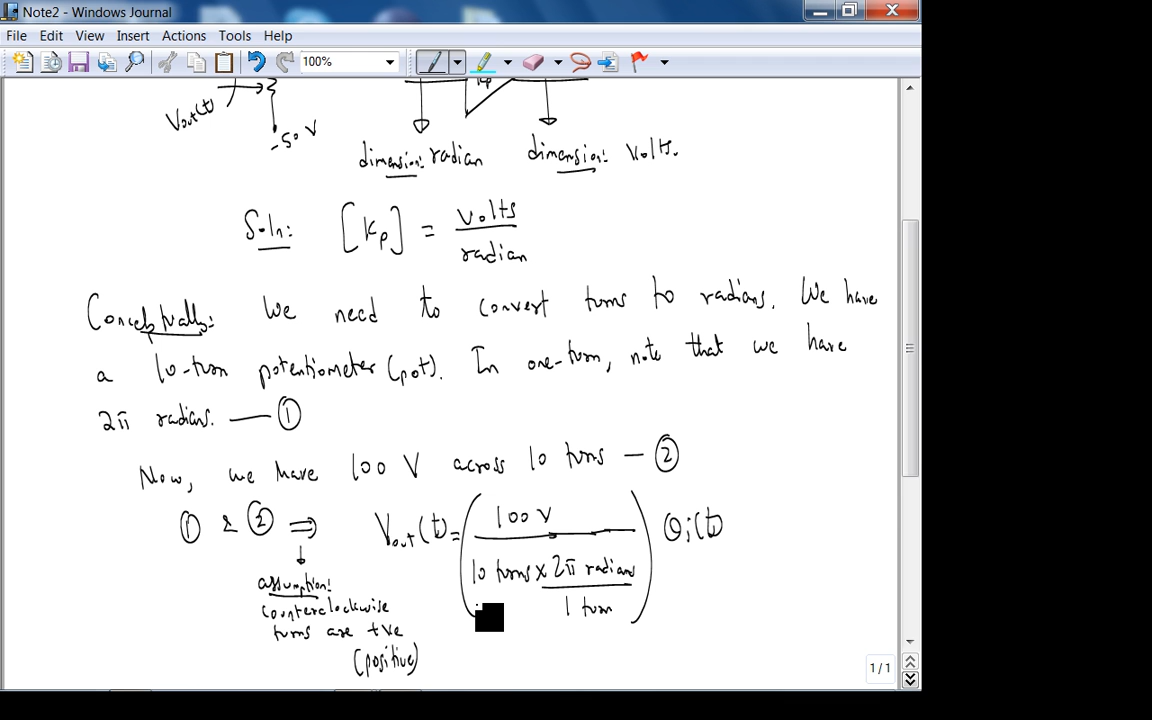 Note2 - Windows Journal
File Edit View Insert Actions Tools Help
100%
Vout(t)
-50 V
Kp
dimension: radian dimension: Volts.
Soln: [Kp] = volts / radian
Conceptually: We need to convert turns to radians. We have
a 10-turn potentiometer (pot). In one-turn, note that we have
2π radians. — ①
Now, we have 100 V across 10 turns — ②
① & ② ⇒ Vout(t) = (100 V / (10 turns × 2π radians / 1 turn)) θi(t)
assumption:
counterclockwise
turns are +ve
(positive)
1/1